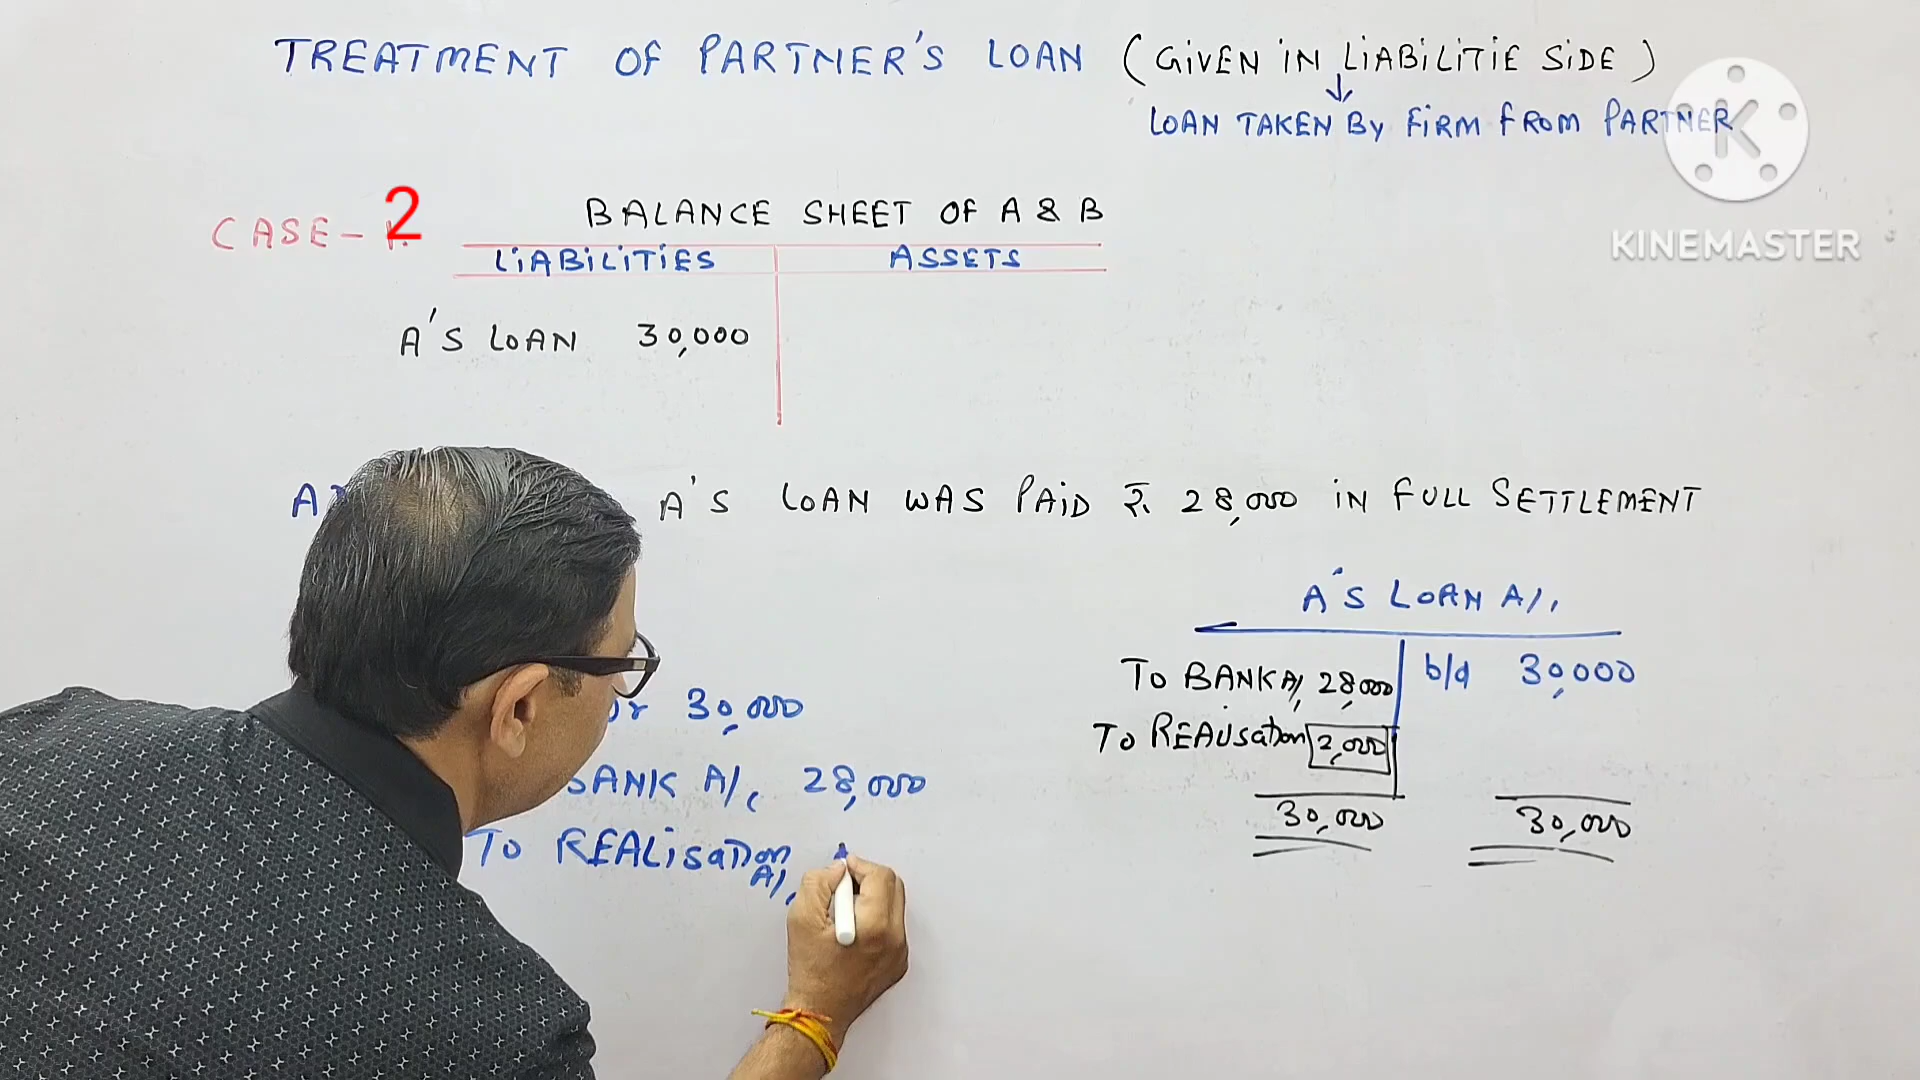 TREATMENT OF PARTNER'S LOAN (GIVEN IN LIABILITIE SIDE)
LOAN TAKEN BY FIRM FROM PARTNER
CASE- 2
BALANCE SHEET OF A & B
LIABILITIES ASSETS
A'S LOAN 30,000
KINEMASTER
A'S LOAN WAS PAID ₹. 28,000 IN FULL SETTLEMENT
A'S LOAN A/c
To BANK A/c 28,000 b/d 30,000
To REALISation 2,000
30,000 30,000
Dr 30,000
BANK A/c 28,000
To REALiSaTion A/c